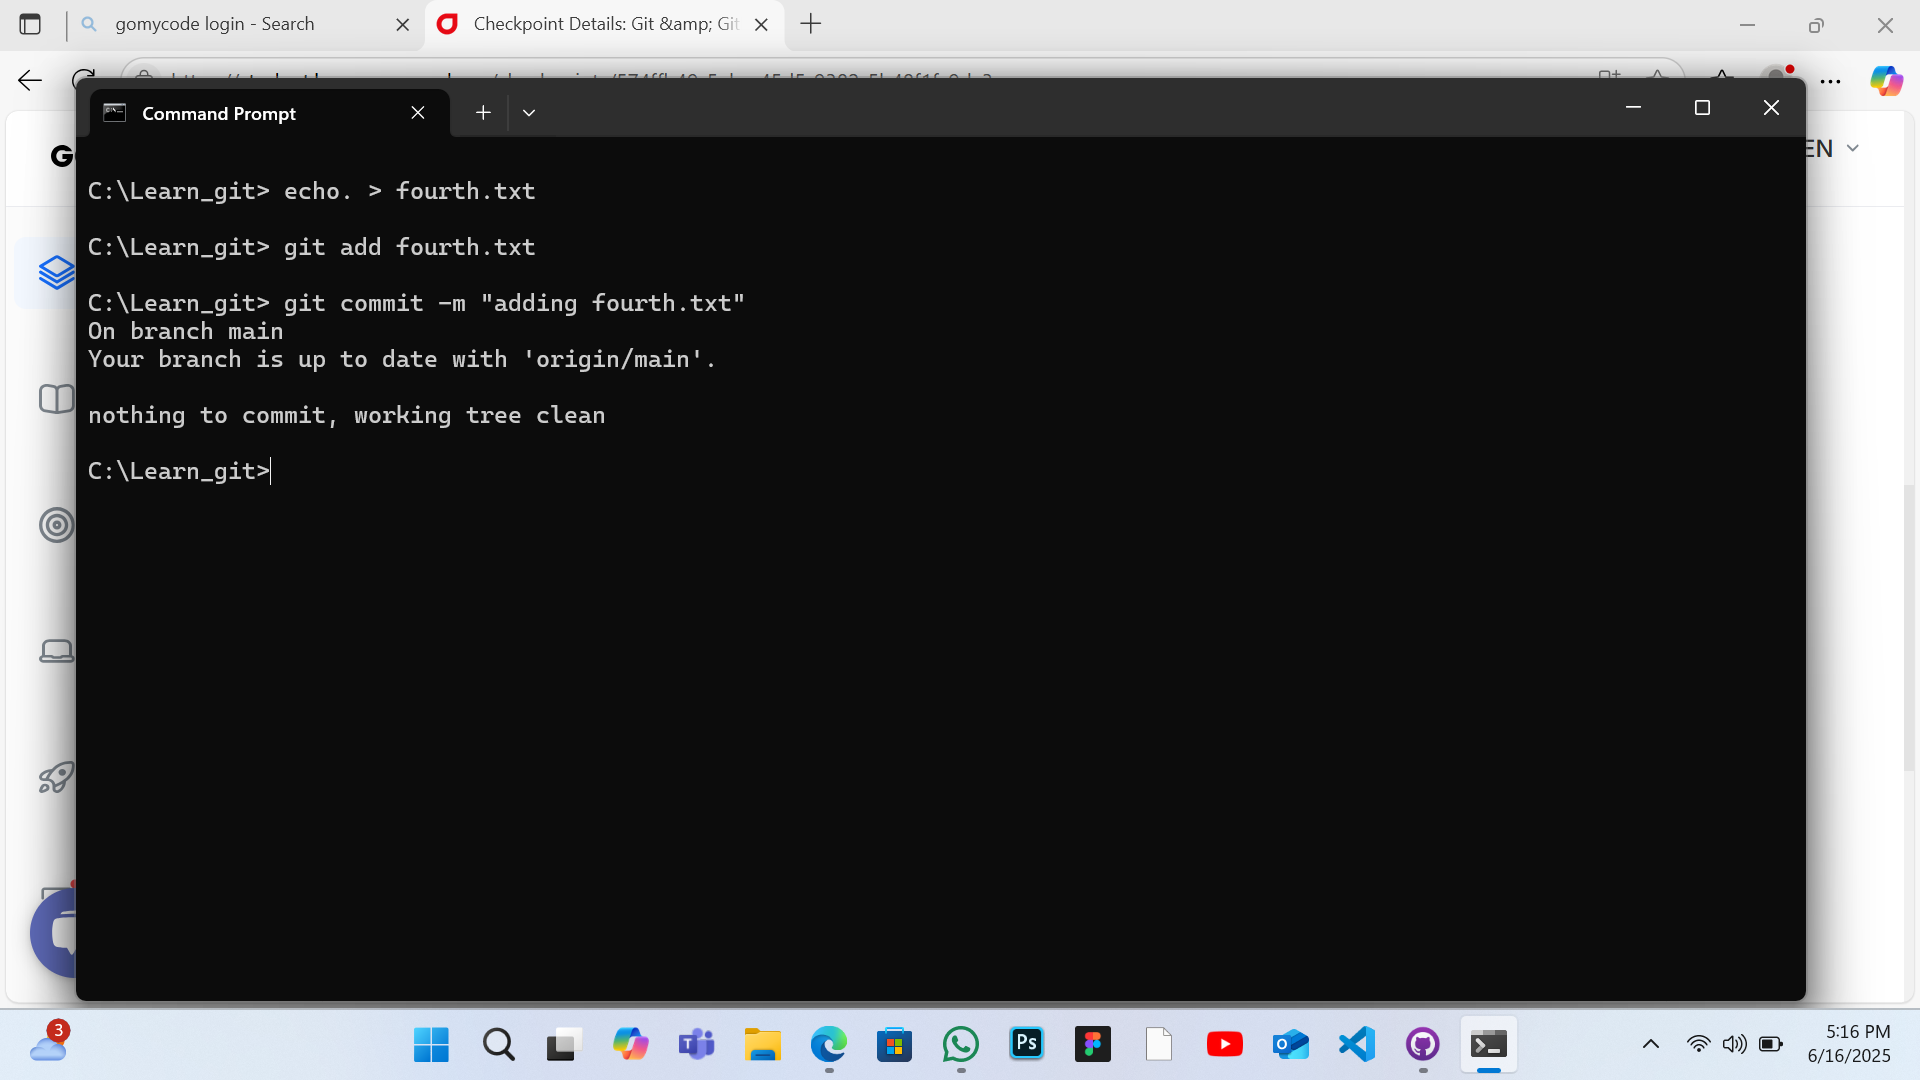 gomycode login - Search
Checkpoint Details: Git &amp; Git
Command Prompt
EN
C:\Learn_git> echo. > fourth.txt
C:\Learn_git> git add fourth.txt
C:\Learn_git> git commit -m "adding fourth.txt"
On branch main
Your branch is up to date with 'origin/main'.
nothing to commit, working tree clean
C:\Learn_git>
3
Ps
5:16 PM
6/16/2025